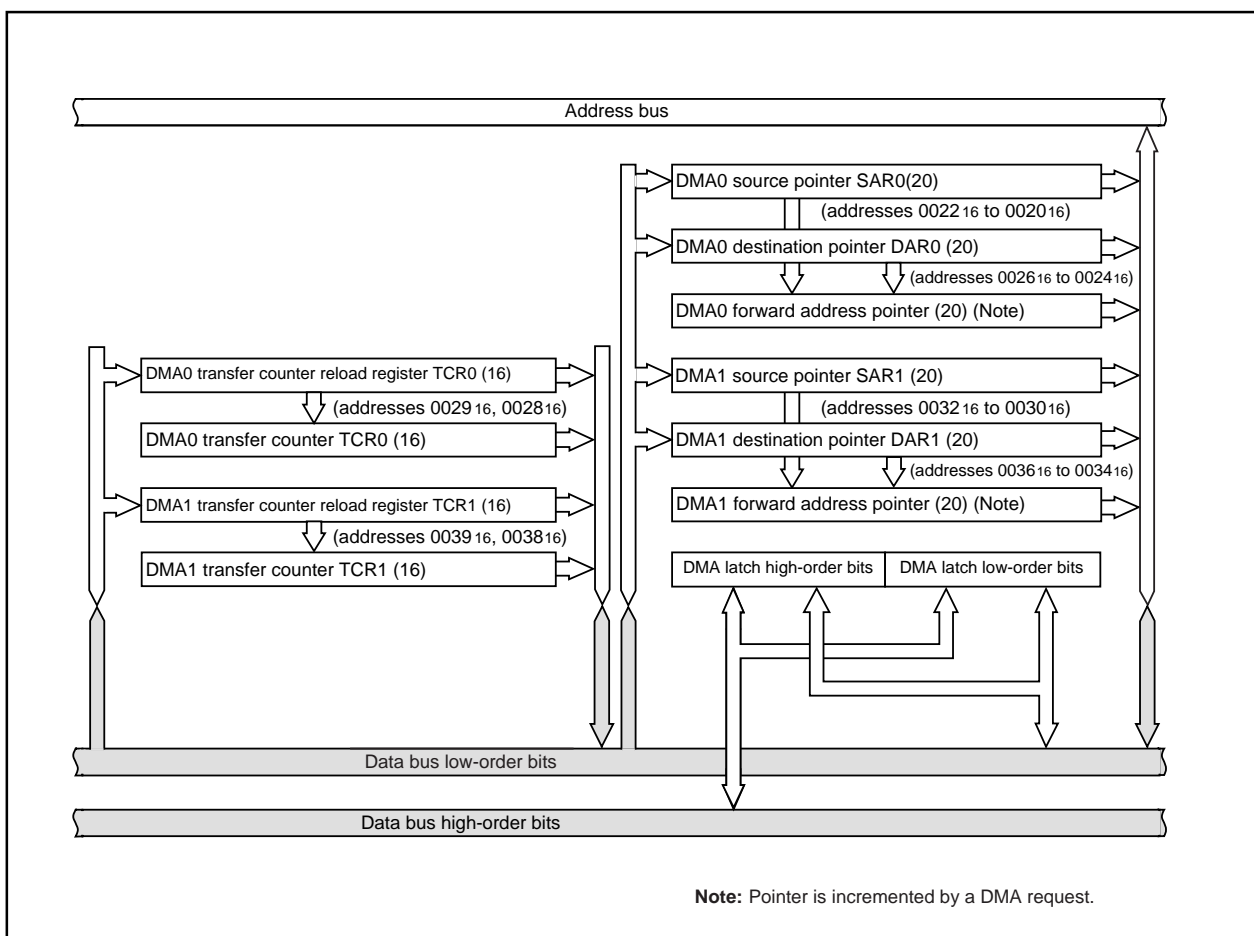 Address bus
DMA0 source pointer SAR0(20)
(addresses 0022 16 to 0020 16)
DMA0 destination pointer DAR0 (20)
(addresses 0026 16 to 0024 16)
DMA0 forward address pointer (20) (Note)
DMA0 transfer counter reload register TCR0 (16)
(addresses 0029 16, 0028 16)
DMA0 transfer counter TCR0 (16)
DMA1 transfer counter reload register TCR1 (16)
(addresses 0039 16, 0038 16)
DMA1 transfer counter TCR1 (16)
DMA1 source pointer SAR1 (20)
(addresses 0032 16 to 0030 16)
DMA1 destination pointer DAR1 (20)
(addresses 0036 16 to 0034 16)
DMA1 forward address pointer (20) (Note)
DMA latch high-order bits
DMA latch low-order bits
Data bus low-order bits
Data bus high-order bits
Note: Pointer is incremented by a DMA request.